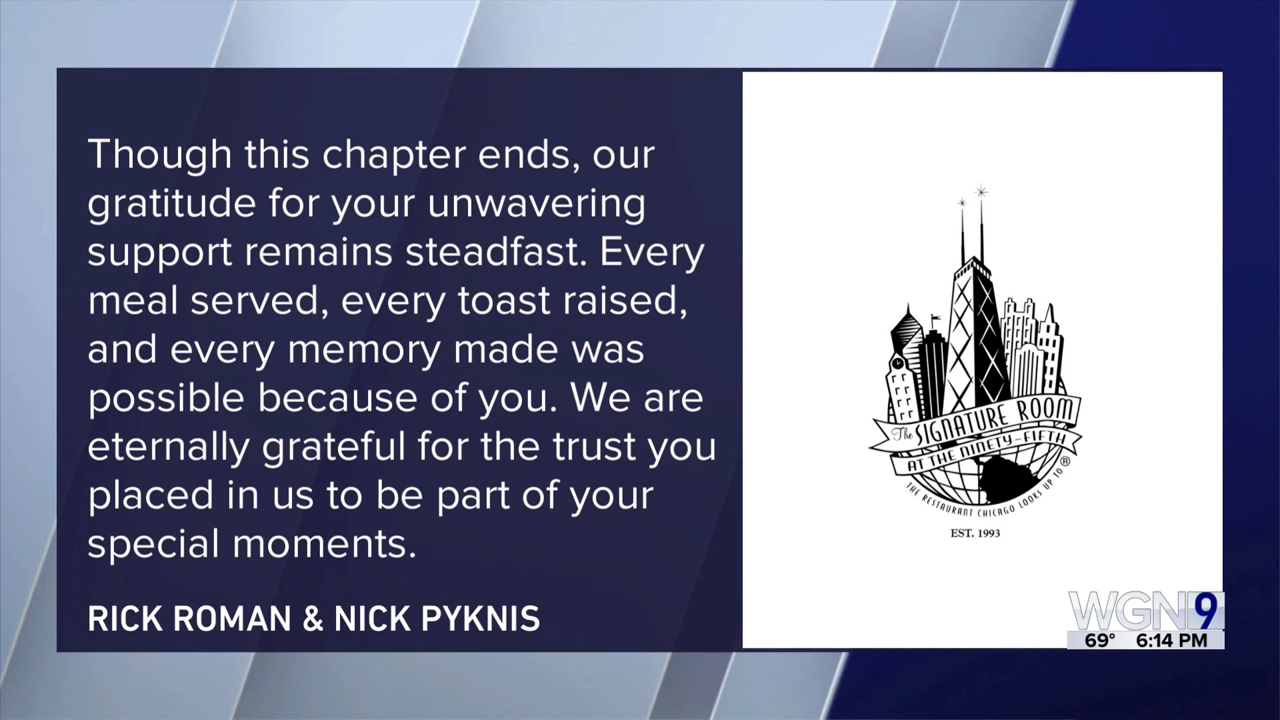 Though this chapter ends, our
gratitude for your unwavering
support remains steadfast. Every
meal served, every toast raised,
and every memory made was
possible because of you. We are
eternally grateful for the trust you
placed in us to be part of your
special moments.
RICK ROMAN & NICK PYKNIS
The SIGNATURE ROOM
AT THE NINETY-FIFTH
THE RESTAURANT CHICAGO LOOKS UP TO ®
EST. 1993
WGN9
69° 6:14 PM